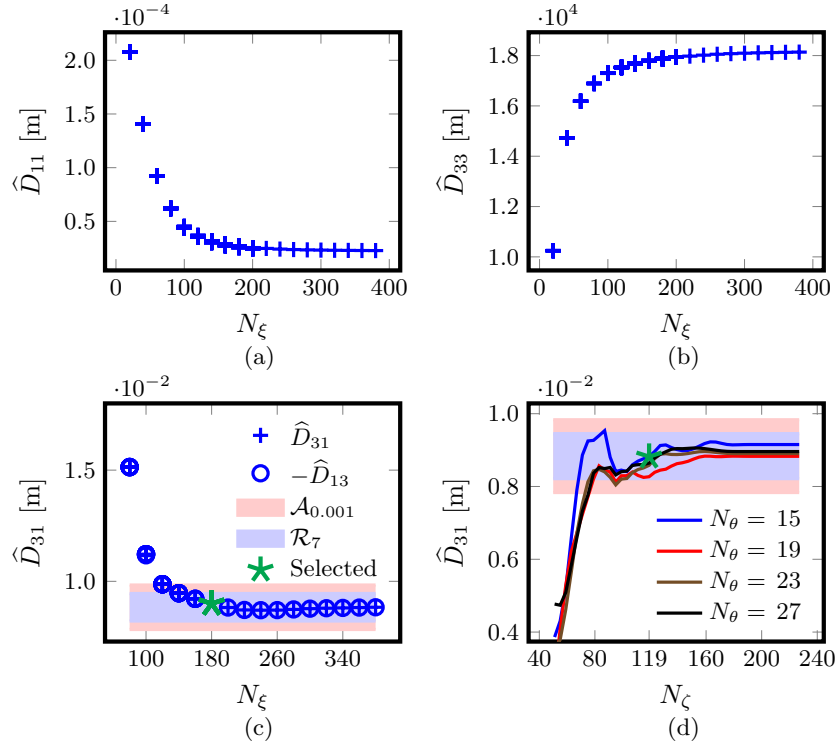 ·10⁻⁴
2.0
1.5
1.0
0.5
D̂₁₁ [m]
0 100 200 300 400
N_ξ
(a)
·10⁴
1.8
1.6
1.4
1.2
1.0
D̂₃₃ [m]
0 100 200 300 400
N_ξ
(b)
·10⁻²
1.5
1.0
D̂₃₁ [m]
D̂₃₁
−D̂₁₃
𝒜₀.₀₀₁
ℛ₇
Selected
100 180 260 340
N_ξ
(c)
·10⁻²
1.0
0.8
0.6
0.4
D̂₃₁ [m]
N_θ = 15
N_θ = 19
N_θ = 23
N_θ = 27
40 80 119 160 200 240
N_ζ
(d)